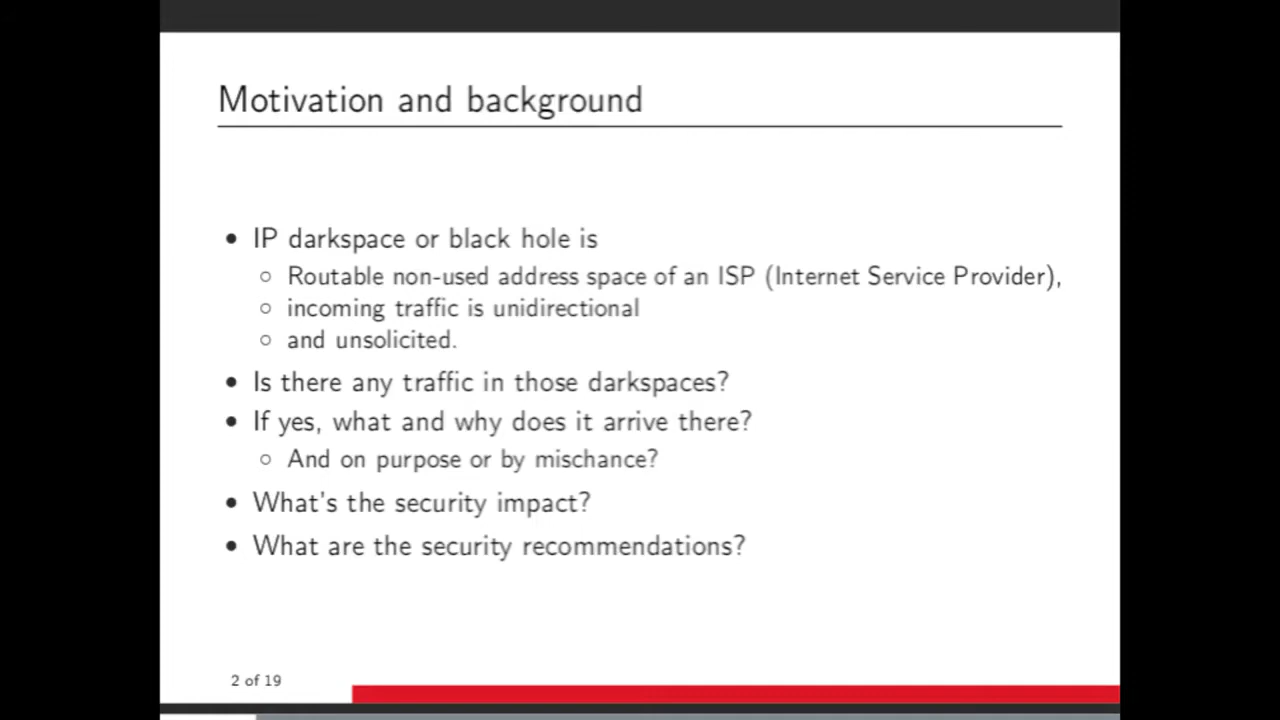 Motivation and background
• IP darkspace or black hole is
○ Routable non-used address space of an ISP (Internet Service Provider),
○ incoming traffic is unidirectional
○ and unsolicited.
• Is there any traffic in those darkspaces?
• If yes, what and why does it arrive there?
○ And on purpose or by mischance?
• What's the security impact?
• What are the security recommendations?
2 of 19